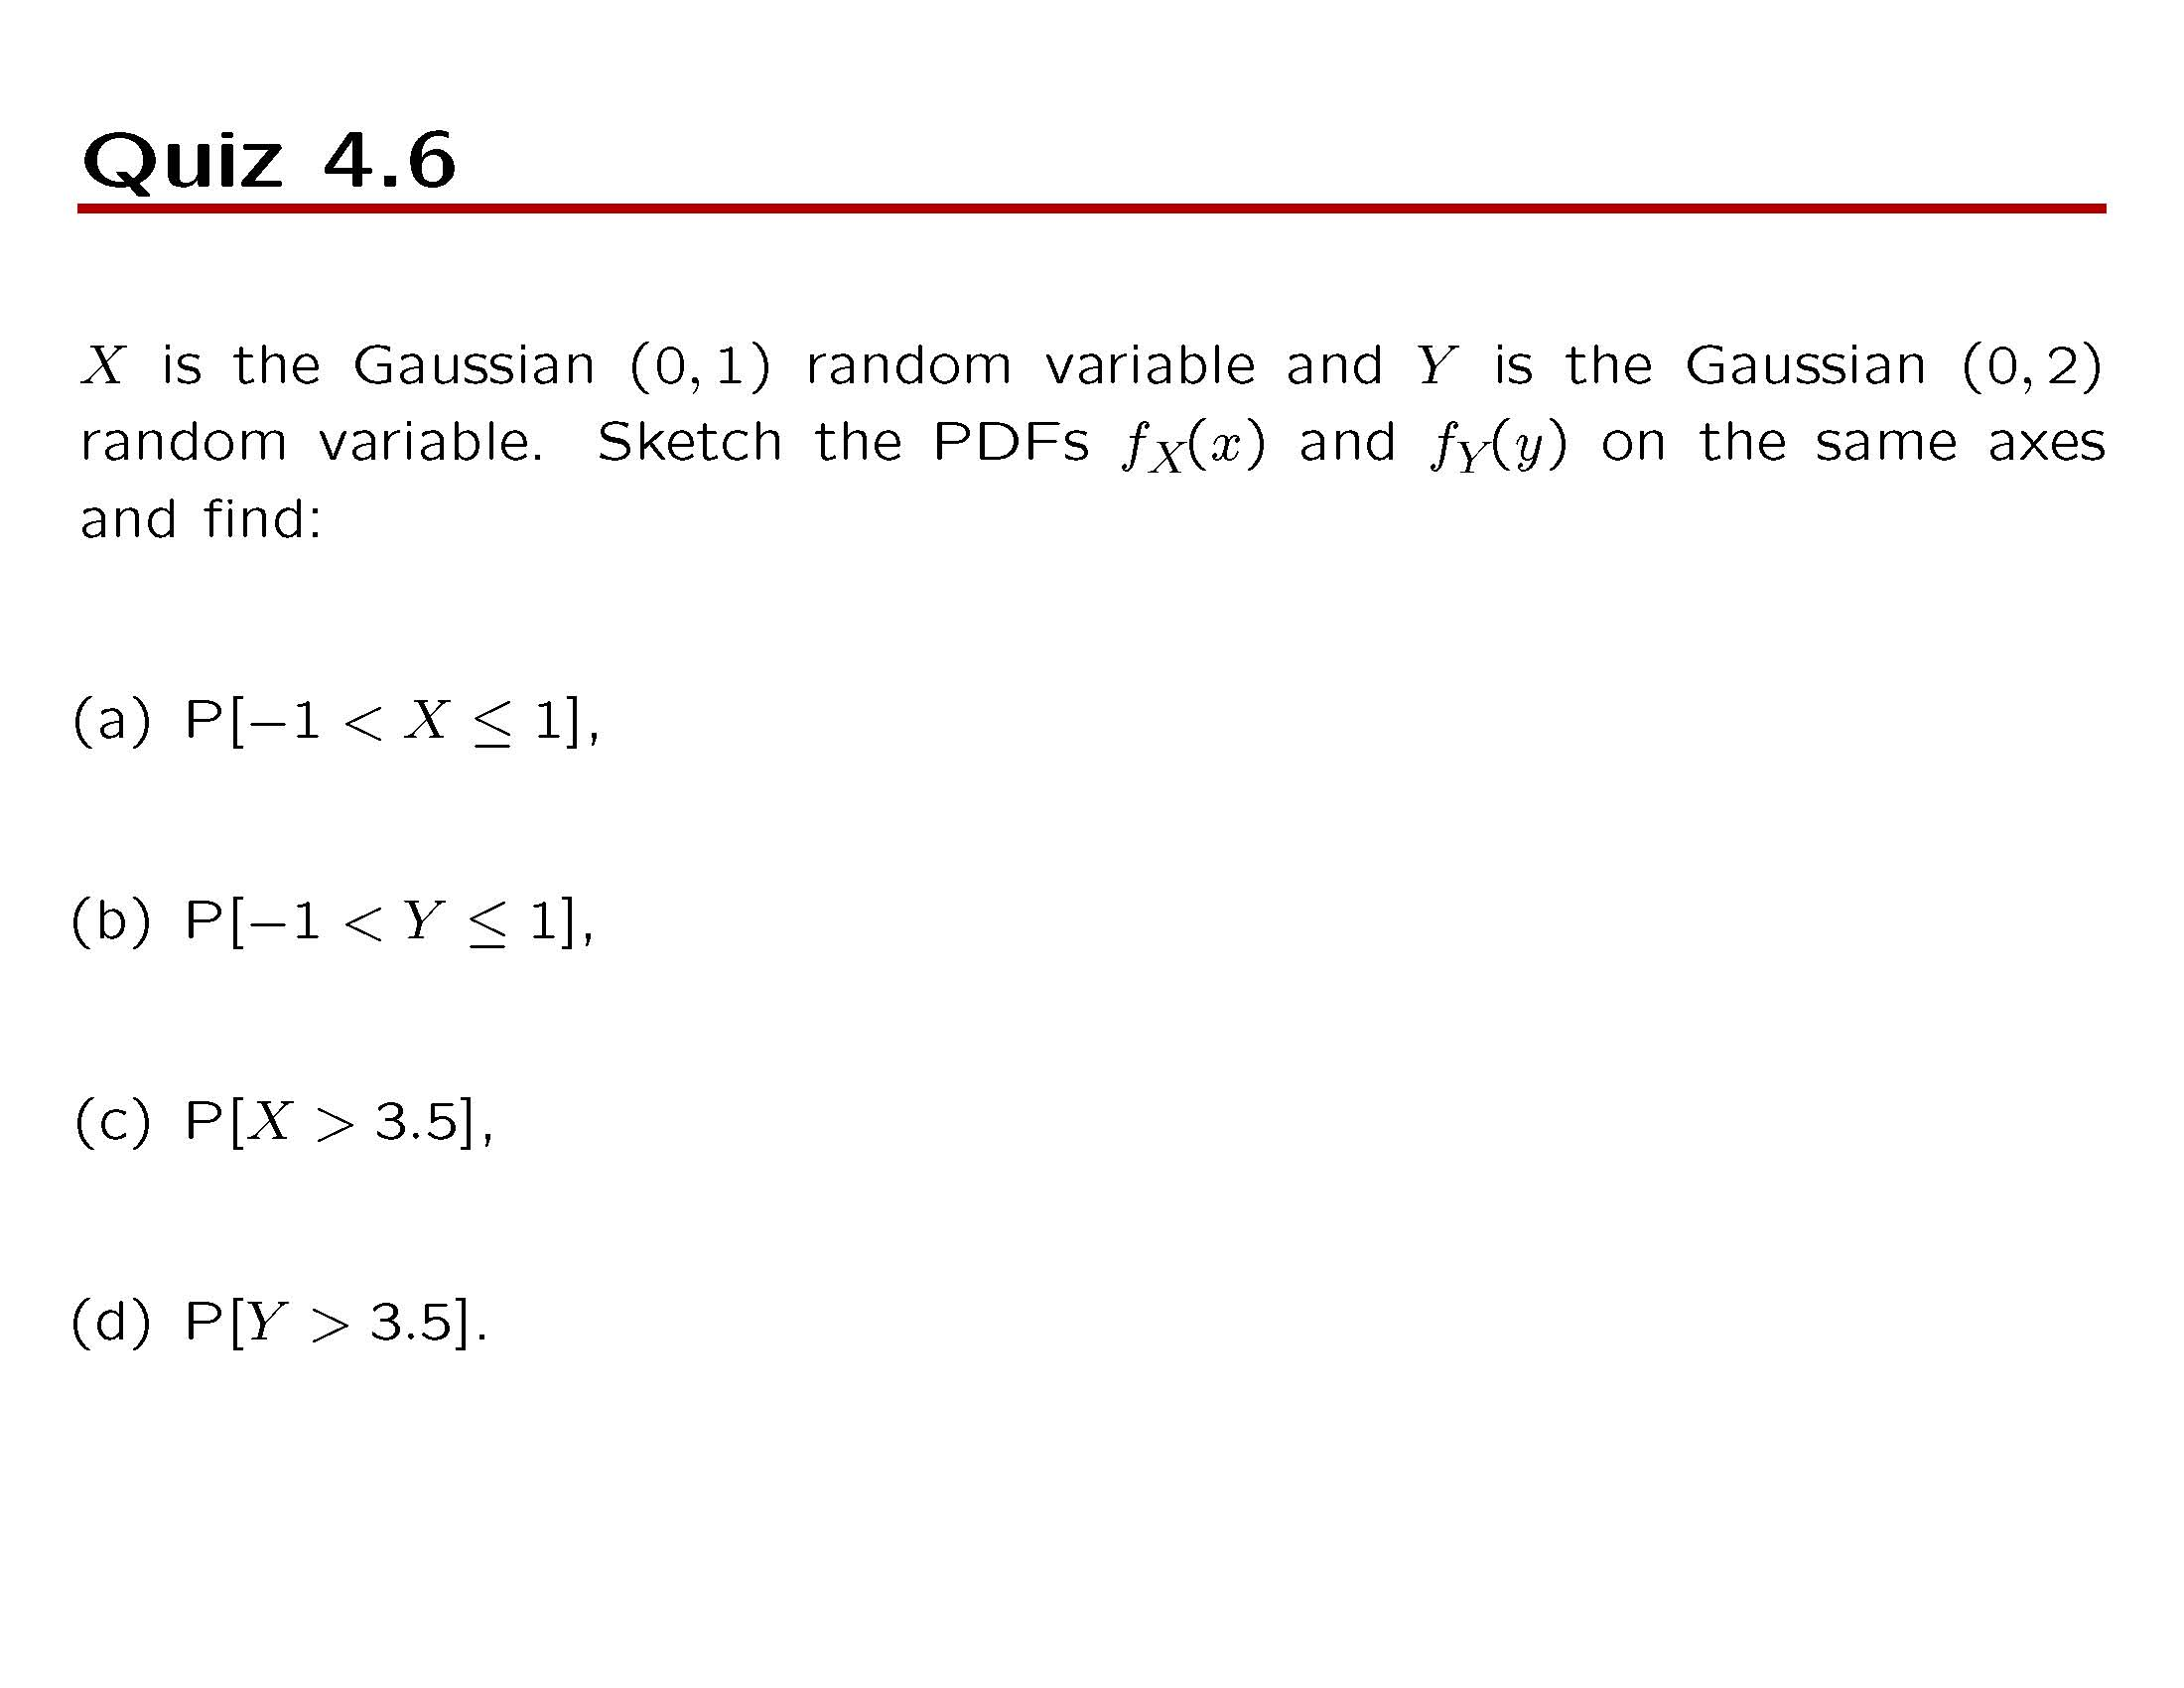 Quiz 4.6
X is the Gaussian (0, 1) random variable and Y is the Gaussian (0, 2)
random variable. Sketch the PDFs f_X(x) and f_Y(y) on the same axes
and find:
(a) P[−1 < X ≤ 1],
(b) P[−1 < Y ≤ 1],
(c) P[X > 3.5],
(d) P[Y > 3.5].